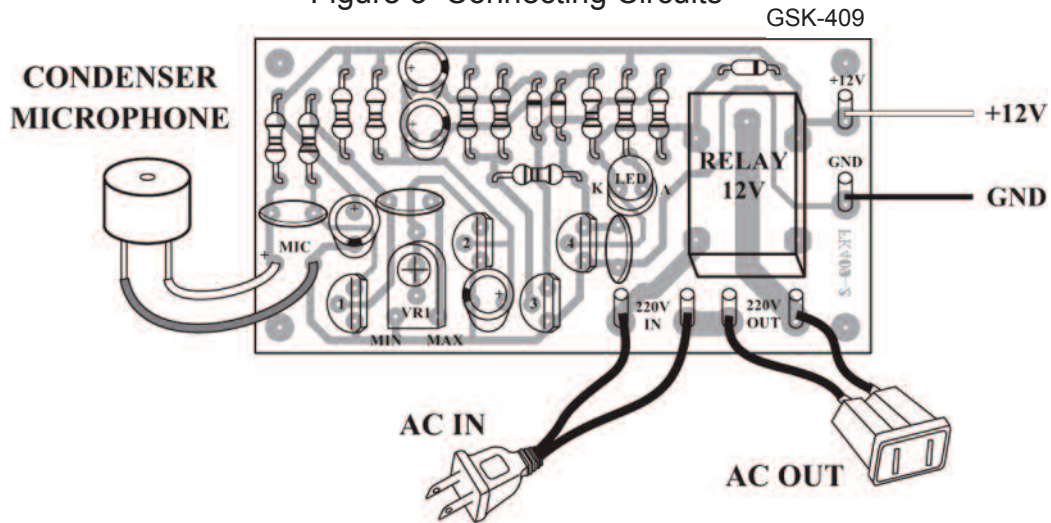 Figure 3 Connecting Circuits
GSK-409
CONDENSER
MICROPHONE
+12V
+12V
GND
GND
RELAY
12V
K LED A
MIC
+
1
2
3
4
VR1
MIN MAX
220V
IN
220V
OUT
AC IN
AC OUT